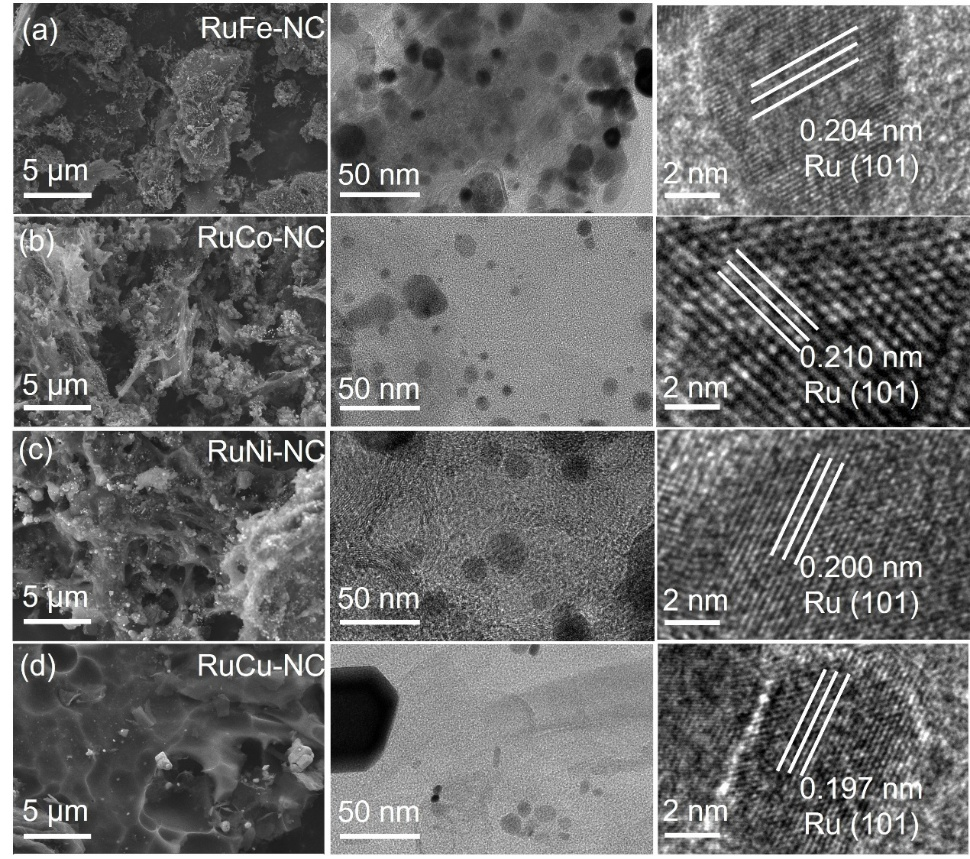 (a) RuFe-NC
5 µm
50 nm
0.204 nm
Ru (101)
2 nm
(b) RuCo-NC
5 µm
50 nm
0.210 nm
Ru (101)
2 nm
(c) RuNi-NC
5 µm
50 nm
0.200 nm
Ru (101)
2 nm
(d) RuCu-NC
5 µm
50 nm
0.197 nm
Ru (101)
2 nm